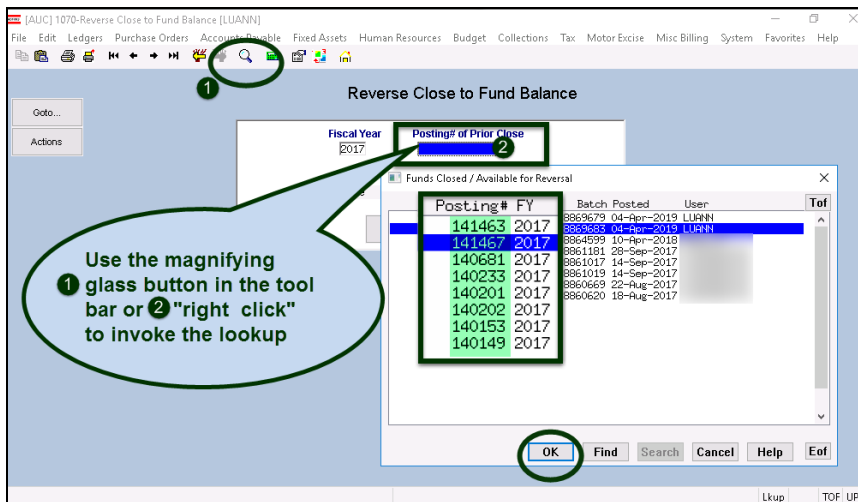 [AUC] 1070-Reverse Close to Fund Balance [LUANN]
File Edit Ledgers Purchase Orders Accounts Payable Fixed Assets Human Resources Budget Collections Tax Motor Excise Misc Billing System Favorites Help
1
Reverse Close to Fund Balance
Goto...
Actions
Fiscal Year Posting# of Prior Close
2017 2
Funds Closed / Available for Reversal
Posting# FY Batch Posted User Tof
141463 2017 8869679 04-Apr-2019 LUANN
141467 2017 8869683 04-Apr-2019 LUANN
140681 2017 8864599 10-Apr-2018
140233 2017 8861181 28-Sep-2017
140201 2017 8861017 14-Sep-2017
140202 2017 8861019 14-Sep-2017
140153 2017 8860669 22-Aug-2017
140149 2017 8860620 18-Aug-2017
Use the magnifying
1 glass button in the tool
bar or 2 "right click"
to invoke the lookup
OK Find Search Cancel Help Eof
Lkup TOF UP